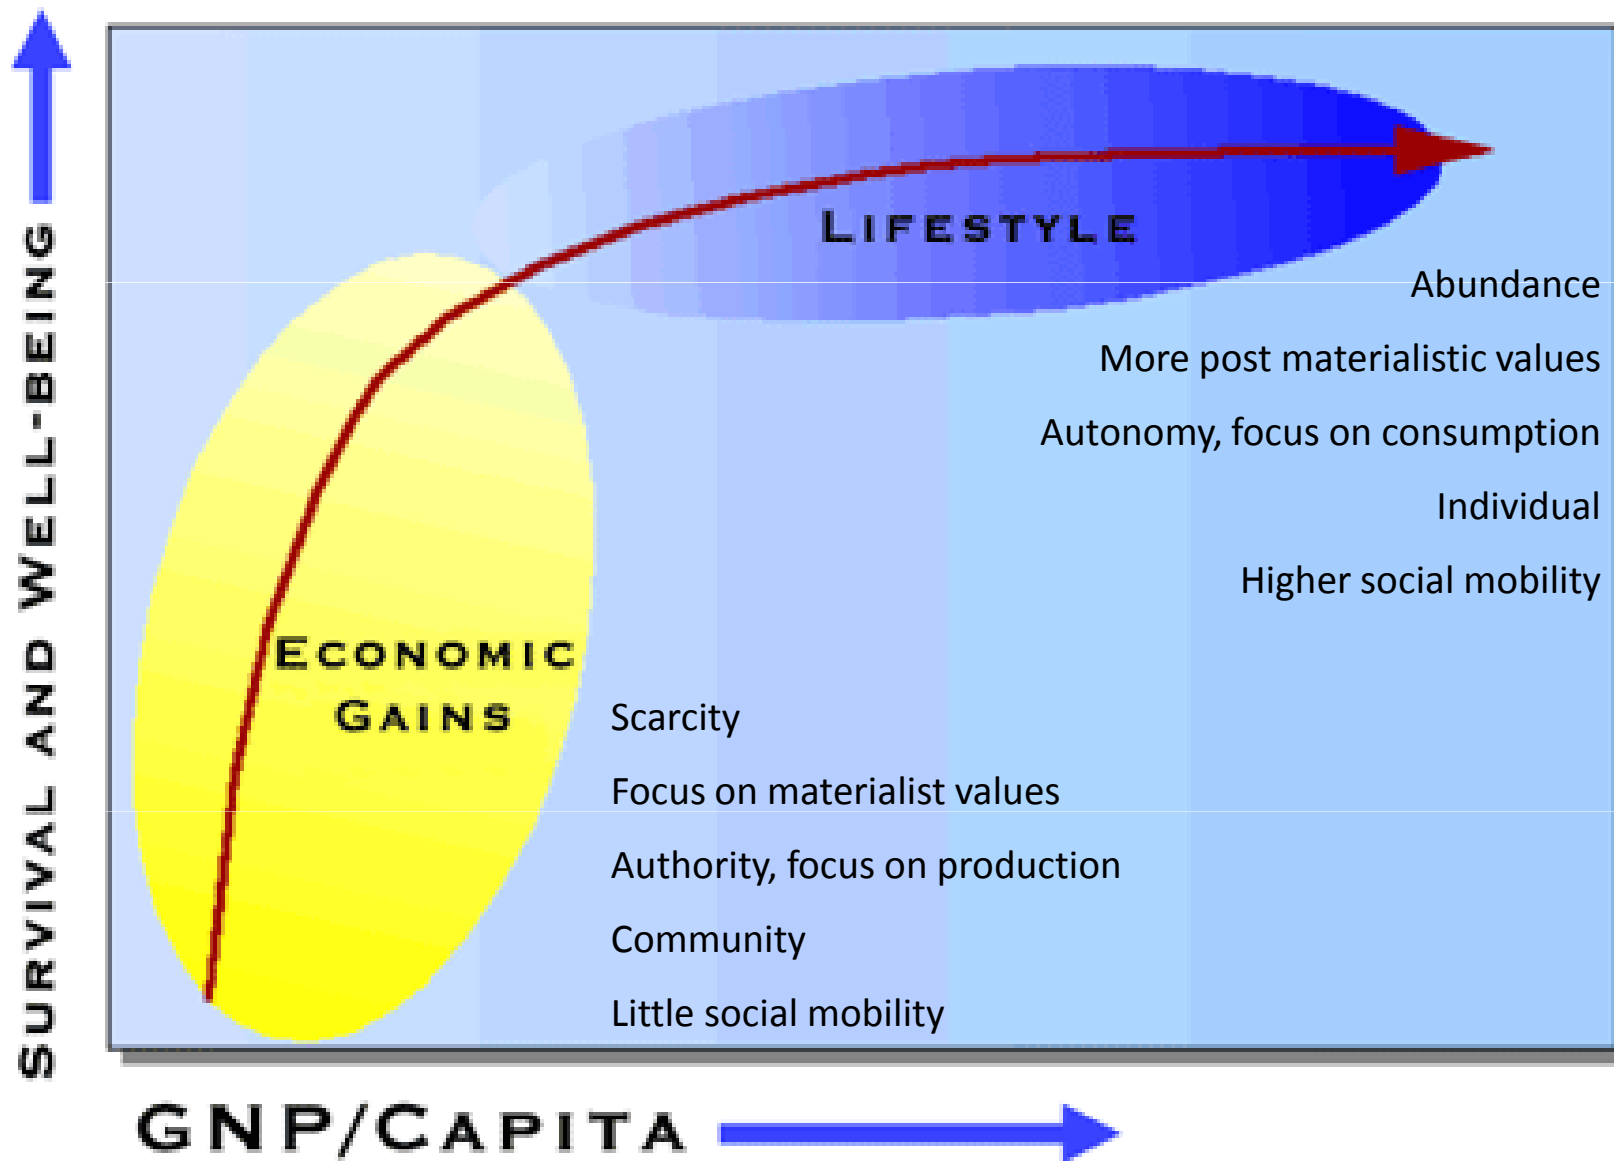 SURVIVAL AND WELL-BEING
LIFESTYLE
Abundance
More post materialistic values
Autonomy, focus on consumption
Individual
Higher social mobility
ECONOMIC
GAINS
Scarcity
Focus on materialist values
Authority, focus on production
Community
Little social mobility
GNP/CAPITA